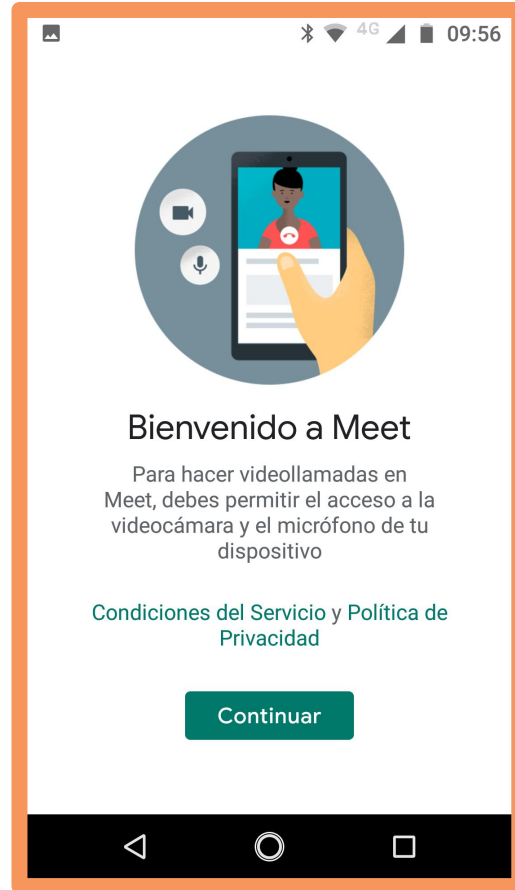 4G 09:56
Bienvenido a Meet
Para hacer videollamadas en
Meet, debes permitir el acceso a la
videocámara y el micrófono de tu
dispositivo
Condiciones del Servicio y Política de
Privacidad
Continuar